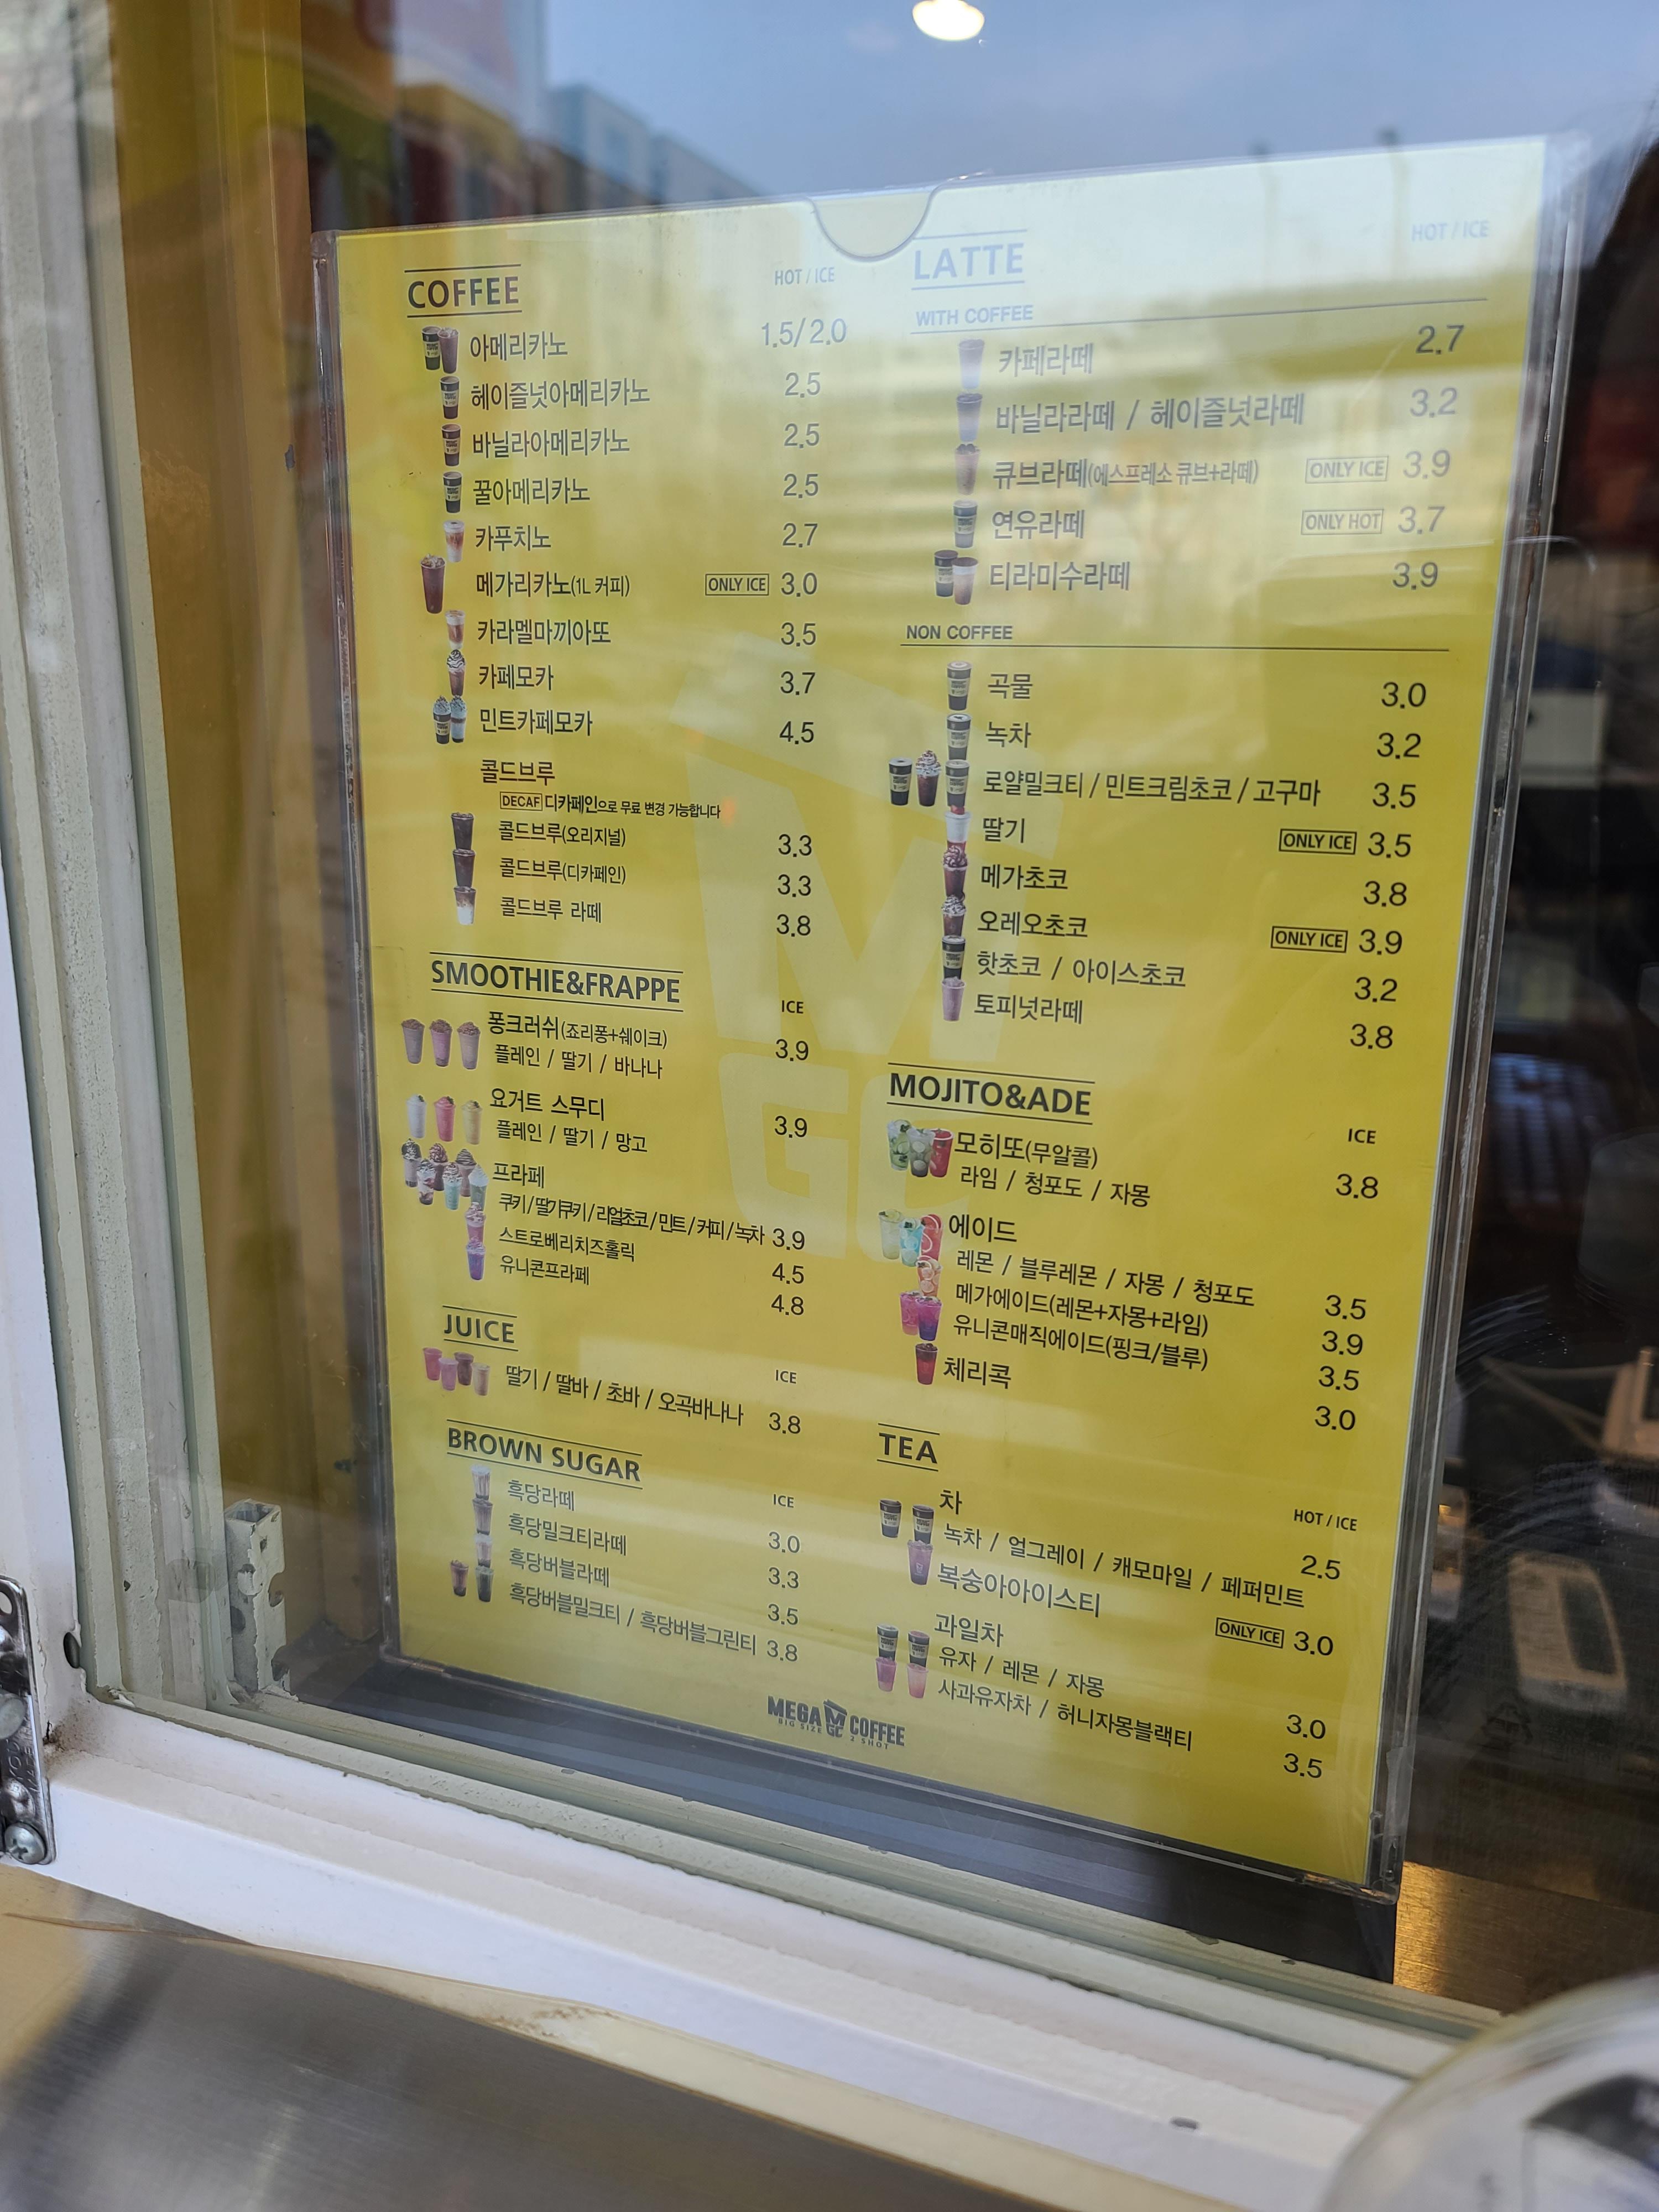 COFFEE
HOT / ICE
아메리카노 1.5/2.0
헤이즐넛아메리카노 2.5
바닐라아메리카노 2.5
꿀아메리카노 2.5
카푸치노 2.7
메가리카노(1L 커피) ONLY ICE 3.0
카라멜마끼아또 3.5
카페모카 3.7
민트카페모카 4.5
콜드브루
DECAF 디카페인으로 무료 변경 가능합니다
콜드브루(오리지널) 3.3
콜드브루(디카페인) 3.3
콜드브루 라떼 3.8
SMOOTHIE&FRAPPE
ICE
퐁크러쉬(죠리퐁+쉐이크) 3.9
플레인 / 딸기 / 바나나
요거트 스무디 3.9
플레인 / 딸기 / 망고
프라페
쿠키/딸기쿠키/리얼초코/민트/커피/녹차 3.9
스트로베리치즈홀릭 4.5
유니콘프라페 4.8
JUICE
ICE
딸기 / 딸바 / 초바 / 오곡바나나 3.8
BROWN SUGAR
ICE
흑당라떼 3.0
흑당밀크티라떼 3.3
흑당버블라떼 3.5
흑당버블밀크티 / 흑당버블그린티 3.8
LATTE
HOT / ICE
WITH COFFEE
카페라떼 2.7
바닐라라떼 / 헤이즐넛라떼 3.2
큐브라떼(에스프레소 큐브+라떼) ONLY ICE 3.9
연유라떼 ONLY HOT 3.7
티라미수라떼 3.9
NON COFFEE
곡물 3.0
녹차 3.2
로얄밀크티 / 민트크림초코 / 고구마 3.5
딸기 ONLY ICE 3.5
메가초코 3.8
오레오초코 ONLY ICE 3.9
핫초코 / 아이스초코 3.2
토피넛라떼 3.8
MOJITO&ADE
ICE
모히또(무알콜) 3.8
라임 / 청포도 / 자몽
에이드
레몬 / 블루레몬 / 자몽 / 청포도 3.5
메가에이드(레몬+자몽+라임) 3.9
유니콘매직에이드(핑크/블루) 3.5
체리콕 3.0
TEA
HOT / ICE
차
녹차 / 얼그레이 / 캐모마일 / 페퍼민트 2.5
복숭아아이스티 ONLY ICE 3.0
과일차
유자 / 레몬 / 자몽 3.0
사과유자차 / 허니자몽블랙티 3.5
MEGA MGC COFFEE
BIG SIZE 2 SHOT